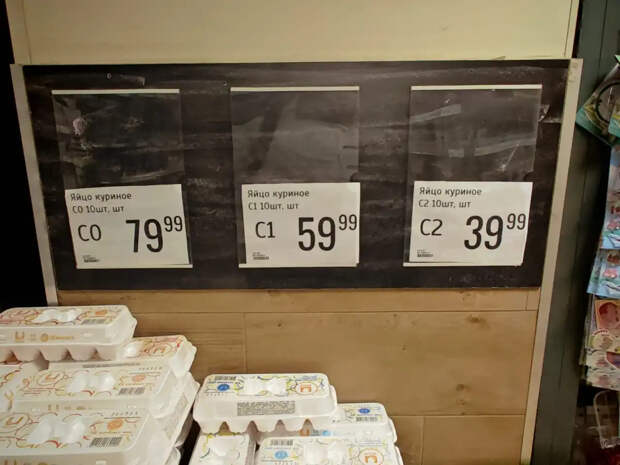 Яйцо куриное
С0 10шт, шт
С0 79 99
Яйцо куриное
С1 10шт, шт
С1 59 99
Яйцо куриное
С2 10шт, шт
С2 39 99